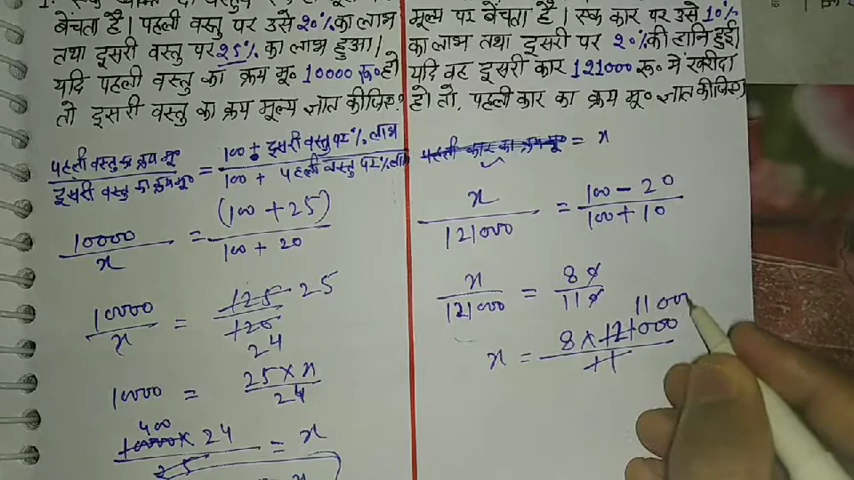 बेचता है। पहली वस्तु पर उसे 20% का लाभ
तथा दूसरी वस्तु पर 25% का लाभ हुआ।
यदि पहली वस्तु का क्रय मू० 10000 रू० हो
तो दूसरी वस्तु का क्रय मूल्य ज्ञात कीजिए?
पहली वस्तु का क्रय मू० / दूसरी वस्तु का क्रय मू० = 100 + दूसरी वस्तु पर % लाभ / 100 + पहली वस्तु पर % लाभ
10000 / x = (100 + 25) / 100 + 20
10000 / x = 125 / 120 25 24
10000 = 25 × x / 24
400
10000 × 24 / 25 = x
मूल्य पर बेंचता है। एक कार पर उसे 10%
का लाभ तथा दूसरी पर 20% की हानि हुई।
यदि वह दूसरी कार 121000 रू० में खरीदा
हो तो, पहली कार का क्रय मू० ज्ञात कीजिए
पहली कार का क्रय मू० = x
x / 121000 = 100 - 20 / 100 + 10
x / 121000 = 80 / 110
11000
x = 8 × 121000 / 11